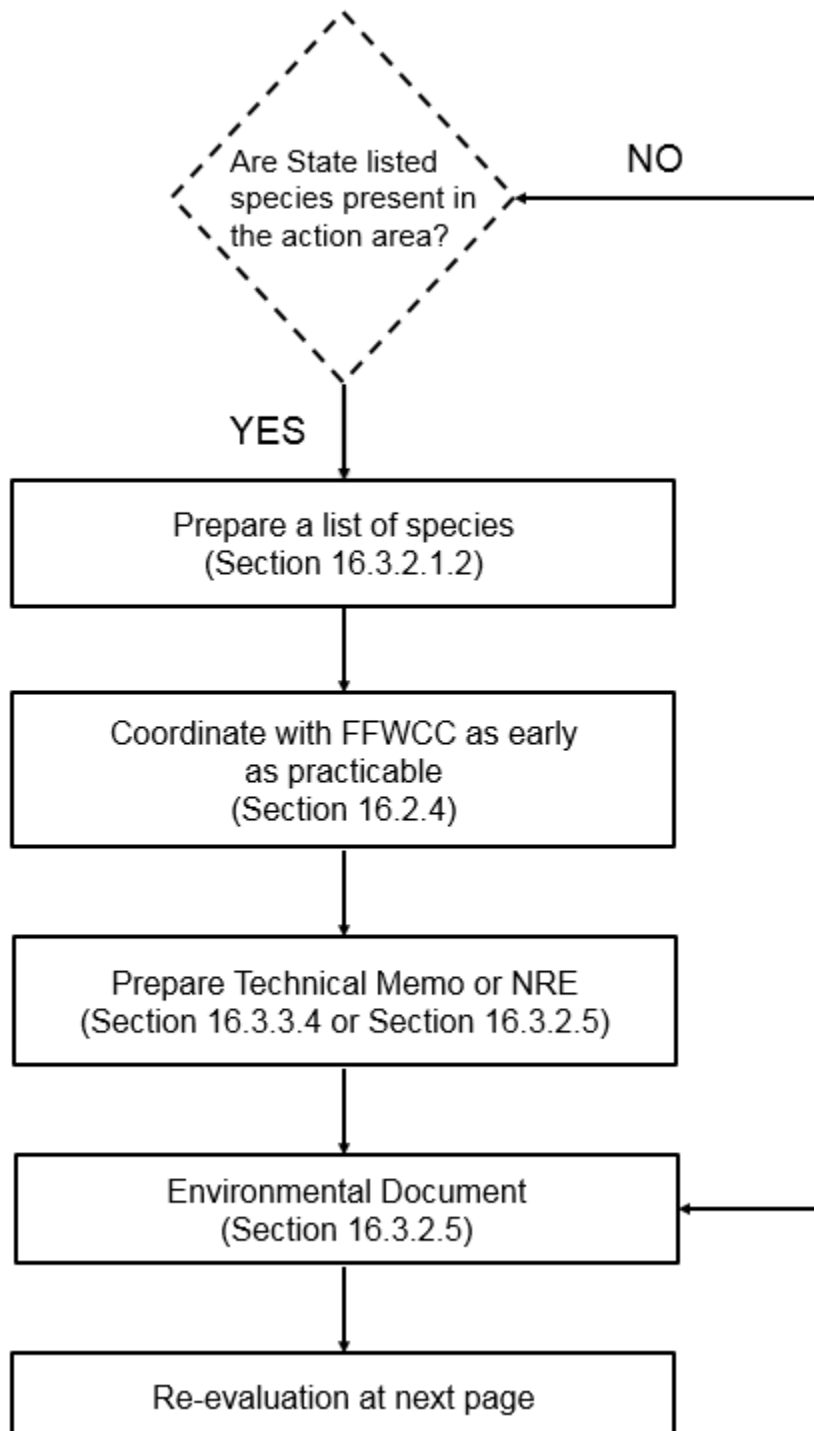 Are State listed
species present in
the action area?
NO
YES
Prepare a list of species
(Section 16.3.2.1.2)
Coordinate with FFWCC as early
as practicable
(Section 16.2.4)
Prepare Technical Memo or NRE
(Section 16.3.3.4 or Section 16.3.2.5)
Environmental Document
(Section 16.3.2.5)
Re-evaluation at next page